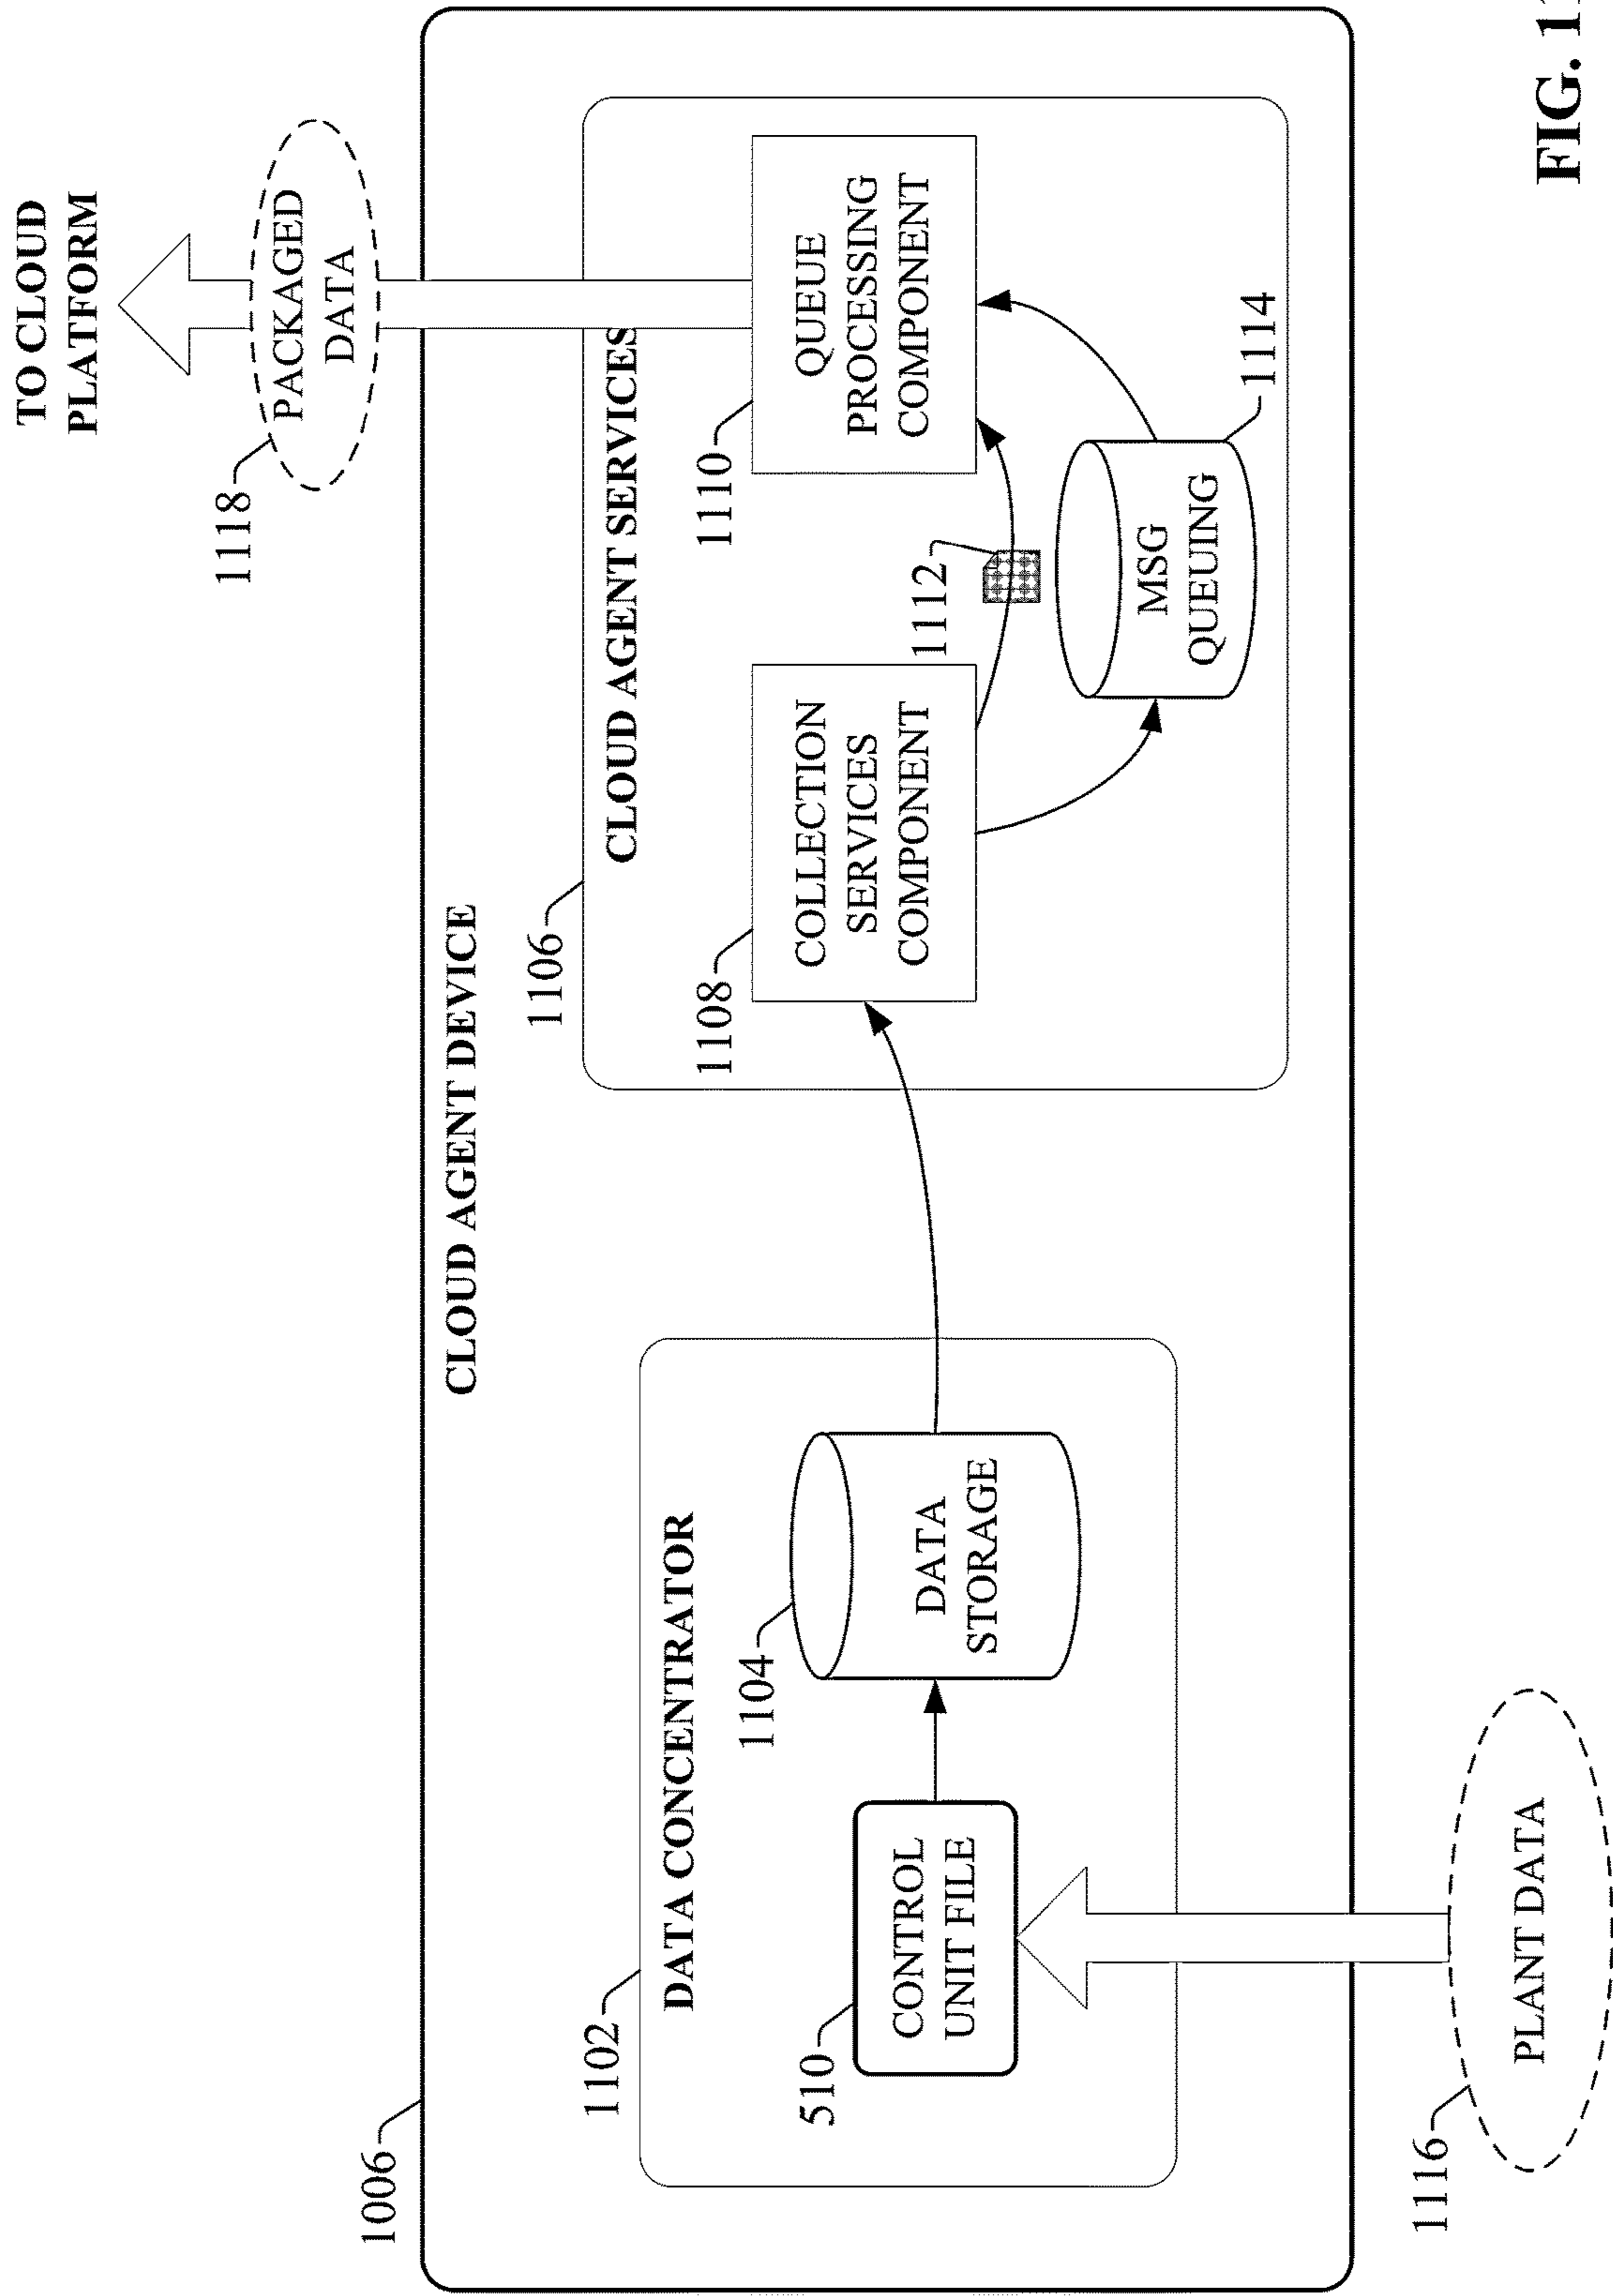 TO CLOUD
PLATFORM
1118
PACKAGED
DATA
1006
CLOUD AGENT DEVICE
1102
DATA CONCENTRATOR
510
CONTROL
UNIT FILE
1104
DATA
STORAGE
1106
CLOUD AGENT SERVICES
1108
COLLECTION
SERVICES
COMPONENT
1110
QUEUE
PROCESSING
COMPONENT
1112
MSG
QUEUING
1114
1116
PLANT DATA
FIG. 11